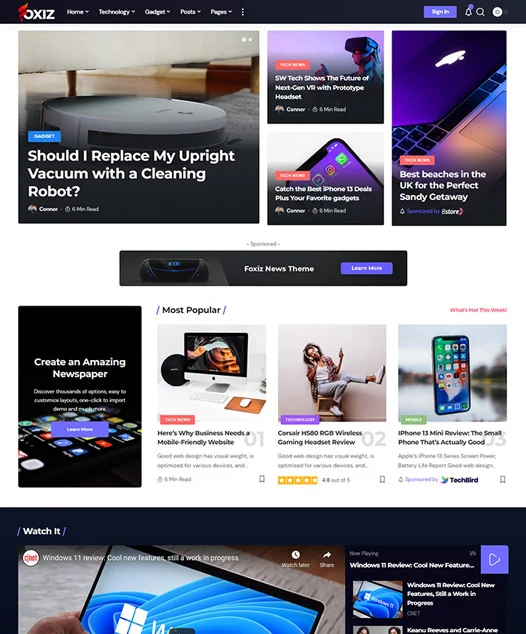 FOXIZ
Home Technology Gadget Posts Pages
Sign In
GADGET
Should I Replace My Upright
Vacuum with a Cleaning
Robot?
Connor · 6 Min Read
TECH NEWS
SW Tech Shows The Future of
Next-Gen VR with Prototype
Headset
Connor · 6 Min Read
TECH NEWS
Catch the Best iPhone 13 Deals
Plus Your Favorite gadgets
Connor · 6 Min Read
TECH NEWS
Best beaches in the
UK for the Perfect
Sandy Getaway
Sponsored by Bstore
- Sponsored -
Foxiz News Theme
Learn More
Create an Amazing
Newspaper
Discover thousands of options, easy to
customize layouts, one-click to import
demo and much more.
Learn More
/ Most Popular /
What's Hot This Week!
TECH NEWS
Here's Why Business Needs a
Mobile-Friendly Website
01
Good web design has visual weight, is
optimized for various devices, and..
6 Min Read
TECHNOLOGY
Corsair HS80 RGB Wireless
Gaming Headset Review
02
Good web design has visual weight, is
optimized for various devices, and..
4.8 out of 5
MOBILE
IPhone 13 Mini Review: The Small
Phone That's Actually Good
03
Apple's iPhone 13 Series Screen Power,
Battery Life Report Good web design..
Sponsored by TechBird
/ Watch It /
cnet
Windows 11 review: Cool new features, still a work in progress
Watch later
Share
Now Playing
1/5
Windows 11 Review: Cool New Feature...
Windows 11
Windows 11 Review: Cool New
Features, Still a Work in
Progress
CNET
Keanu Reeves and Carrie-Anne